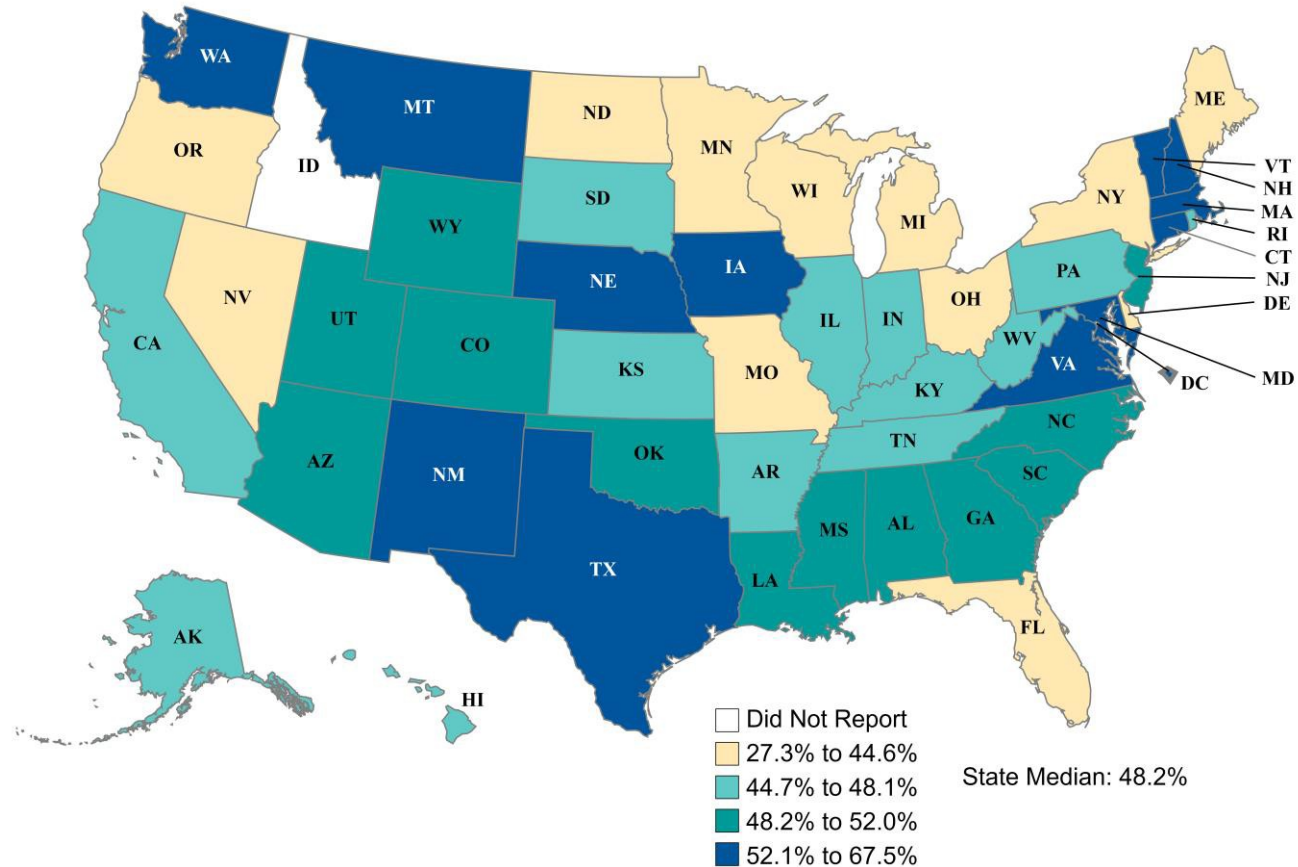 WA
MT
ND
MN
ME
OR
ID
SD
WI
MI
NY
VT
NH
MA
RI
CT
NJ
DE
MD
DC
WY
NE
IA
PA
OH
NV
UT
CO
IL
IN
WV
VA
CA
KS
MO
KY
NC
TN
AZ
NM
OK
AR
SC
MS
AL
GA
TX
LA
FL
AK
HI
Did Not Report
27.3% to 44.6%
44.7% to 48.1%
48.2% to 52.0%
52.1% to 67.5%
State Median: 48.2%